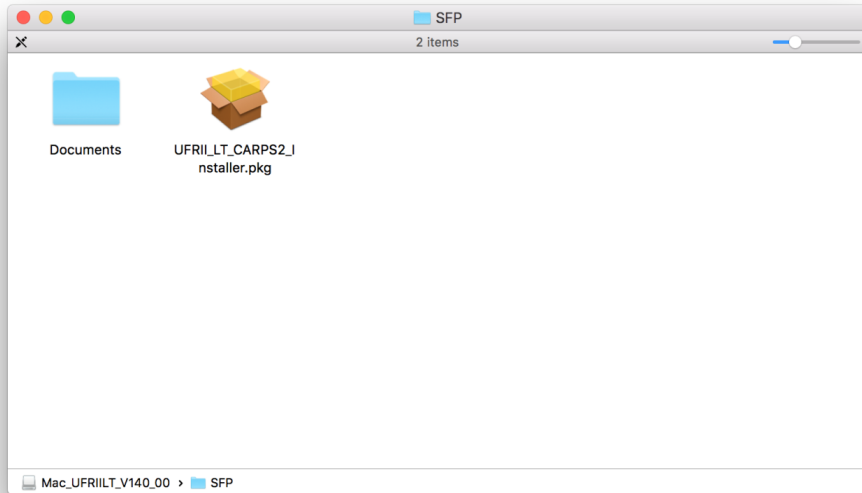 SFP
2 items
Documents
UFRII_LT_CARPS2_I
nstaller.pkg
Mac_UFRIILT_V140_00 › SFP